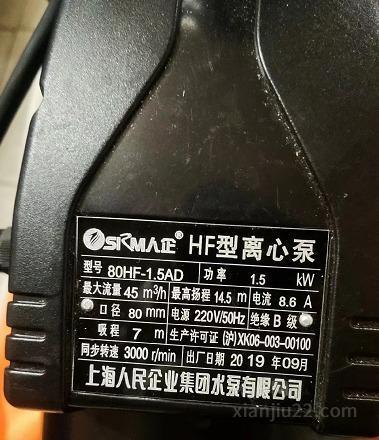 SRM人企® HF型离心泵
型号 80HF-1.5AD 功率 1.5 kW
最大流量 45 m³/h 最高扬程 14.5 m 电流 8.6 A
口径 80 mm 电源 220V/50Hz 绝缘 B 级
吸程 7 m 生产许可证 (沪)XK06-003-00100
同步转速 3000 r/min 出厂日期 2019 年09月
上海人民企业集团水泵有限公司
xianjiu22.com